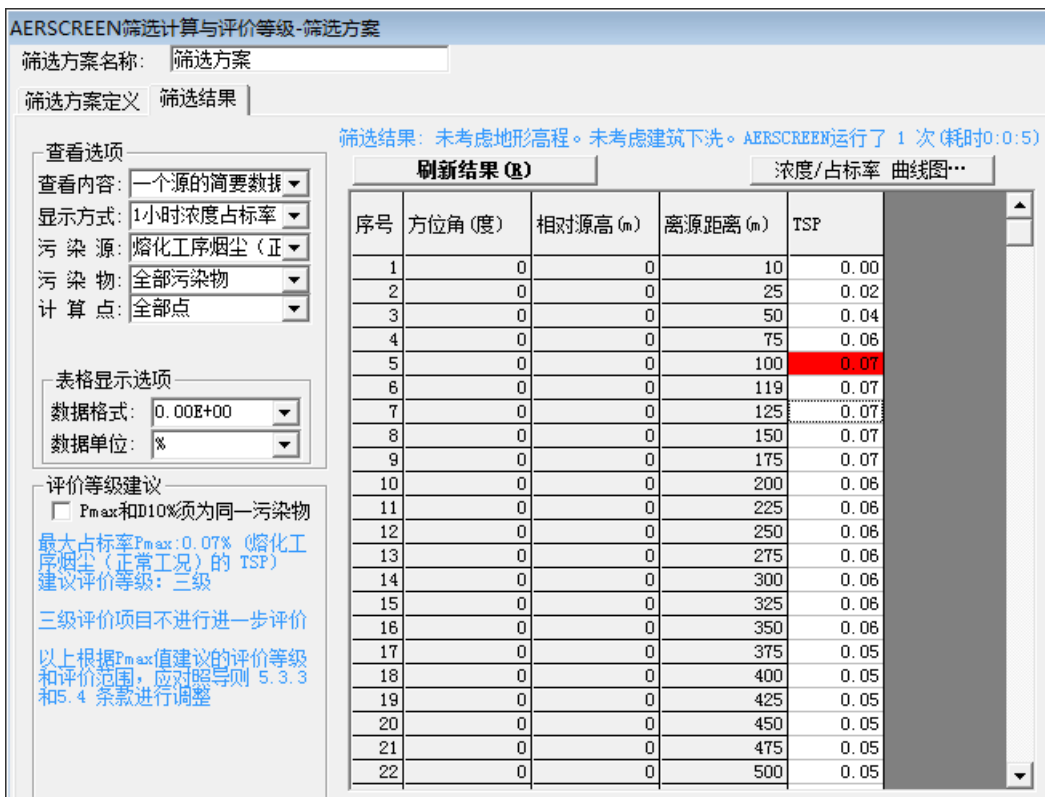 AERSCREEN筛选计算与评价等级-筛选方案
筛选方案名称: 筛选方案
筛选方案定义 筛选结果
筛选结果: 未考虑地形高程。未考虑建筑下洗。AERSCREEN运行了 1 次(耗时0:0:5)
查看选项
查看内容: 一个源的简要数据
显示方式: 1小时浓度占标率
污 染 源: 熔化工序烟尘（正
污 染 物: 全部污染物
计 算 点: 全部点
表格显示选项
数据格式: 0.00E+00
数据单位: %
评价等级建议
Pmax和D10%须为同一污染物
最大占标率Pmax:0.07% (熔化工
序烟尘（正常工况）的 TSP)
建议评价等级: 三级
三级评价项目不进行进一步评价
以上根据Pmax值建议的评价等级
和评价范围, 应对照导则 5.3.3
和5.4 条款进行调整
刷新结果(R) 浓度/占标率 曲线图…
序号 方位角(度) 相对源高(m) 离源距离(m) TSP
1 0 0 10 0.00
2 0 0 25 0.02
3 0 0 50 0.04
4 0 0 75 0.06
5 0 0 100 0.07
6 0 0 119 0.07
7 0 0 125 0.07
8 0 0 150 0.07
9 0 0 175 0.07
10 0 0 200 0.06
11 0 0 225 0.06
12 0 0 250 0.06
13 0 0 275 0.06
14 0 0 300 0.06
15 0 0 325 0.06
16 0 0 350 0.06
17 0 0 375 0.05
18 0 0 400 0.05
19 0 0 425 0.05
20 0 0 450 0.05
21 0 0 475 0.05
22 0 0 500 0.05